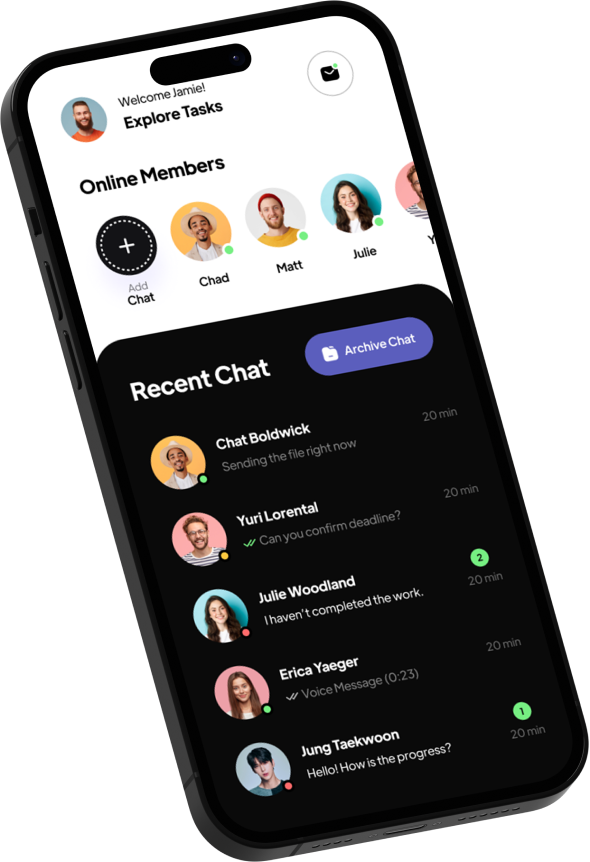 Welcome Jamie!
Explore Tasks
Online Members
Add
Chat
Chad
Matt
Julie
Y
Recent Chat
Archive Chat
Chat Boldwick
20 min
Sending the file right now
Yuri Lorental
20 min
Can you confirm deadline?
Julie Woodland
2
I haven't completed the work.
20 min
Erica Yaeger
20 min
Voice Message (0:23)
Jung Taekwoon
1
Hello! How is the progress?
20 min